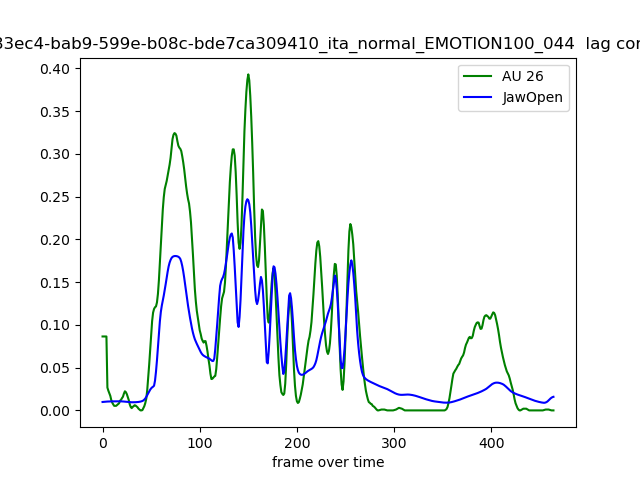 33ec4-bab9-599e-b08c-bde7ca309410_ita_normal_EMOTION100_044 lag cor
AU 26
JawOpen
0.40
0.35
0.30
0.25
0.20
0.15
0.10
0.05
0.00
0 100 200 300 400
frame over time